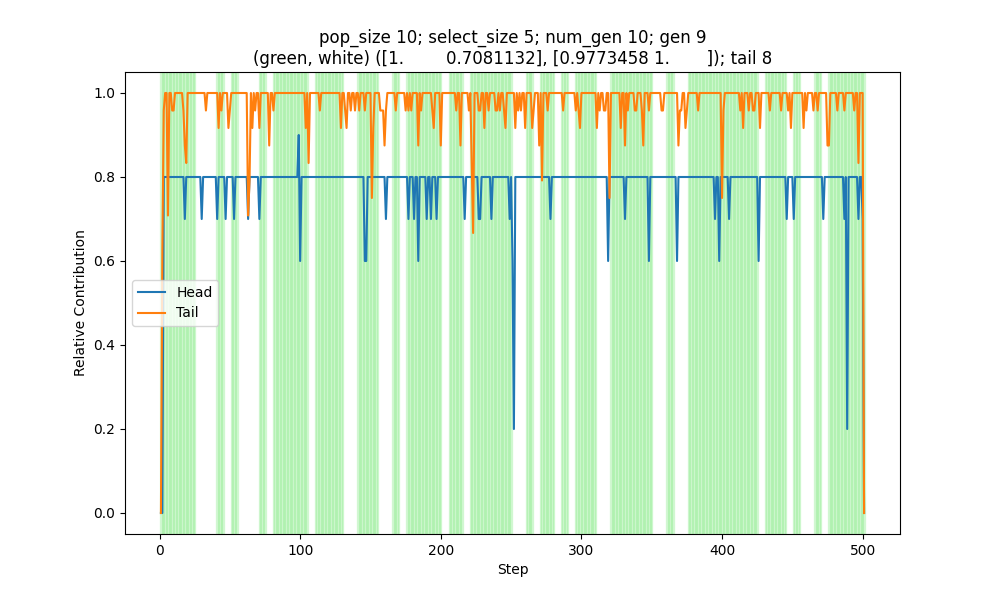 pop_size 10; select_size 5; num_gen 10; gen 9
(green, white) ([1. 0.7081132], [0.9773458 1. ]); tail 8
1.0
0.8
0.6
0.4
0.2
0.0
Relative Contribution
Head
Tail
0
100
200
300
400
500
Step